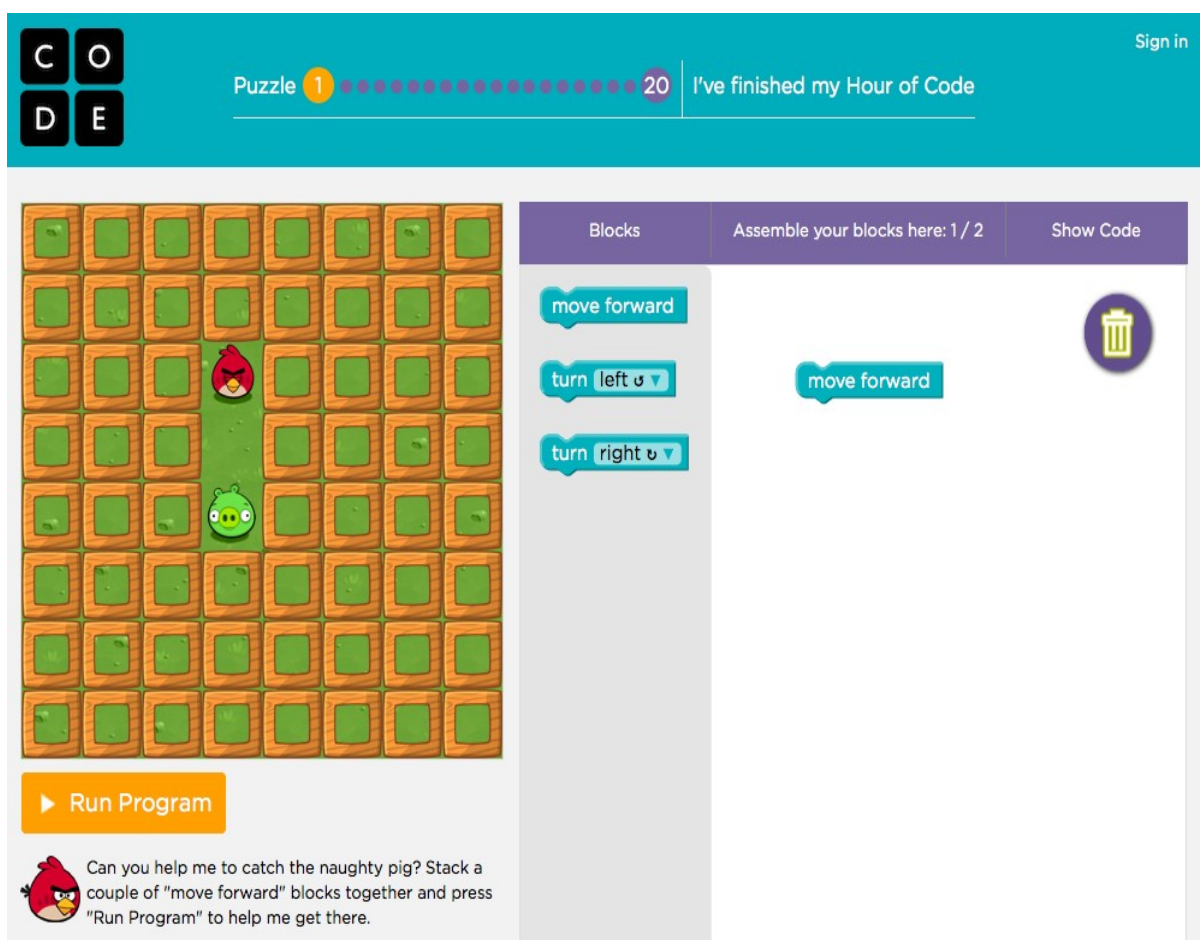 C O
D E
Sign in
Puzzle 1 20 I've finished my Hour of Code
Blocks
Assemble your blocks here: 1 / 2
Show Code
move forward
turn left ↺ ▼
turn right ↻ ▼
move forward
Run Program
Can you help me to catch the naughty pig? Stack a
couple of "move forward" blocks together and press
"Run Program" to help me get there.